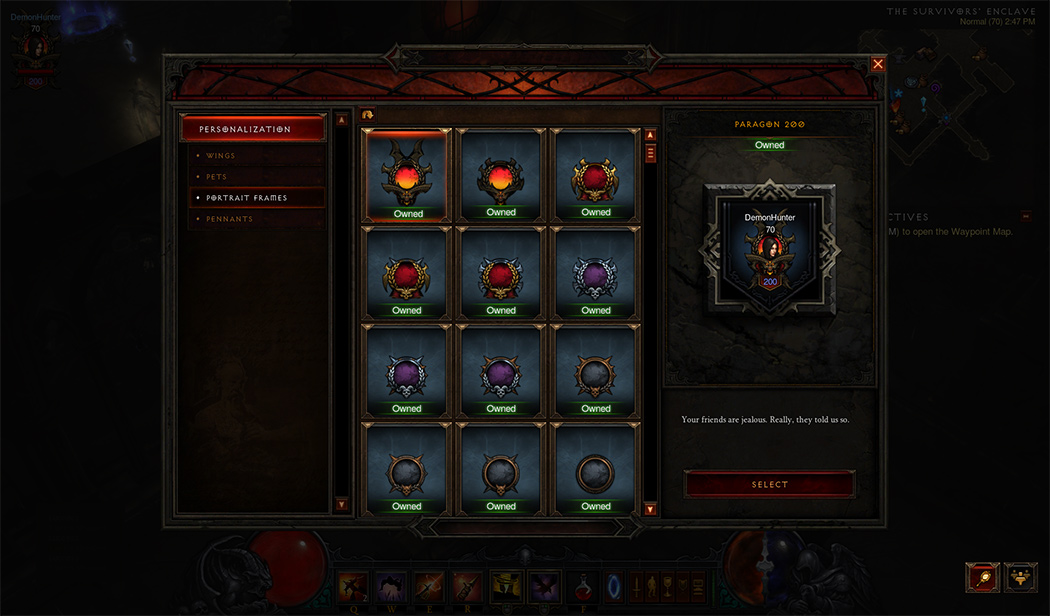 DemonHunter
70
200
THE SURVIVORS' ENCLAVE
Normal (70) 2:47 PM
PERSONALIZATION
WINGS
PETS
PORTRAIT FRAMES
PENNANTS
Owned
Owned
Owned
Owned
Owned
Owned
Owned
Owned
Owned
Owned
Owned
Owned
PARAGON 200
Owned
DemonHunter
70
200
Your friends are jealous. Really, they told us so.
SELECT
CTIVES
M) to open the Waypoint Map.
Q W E R